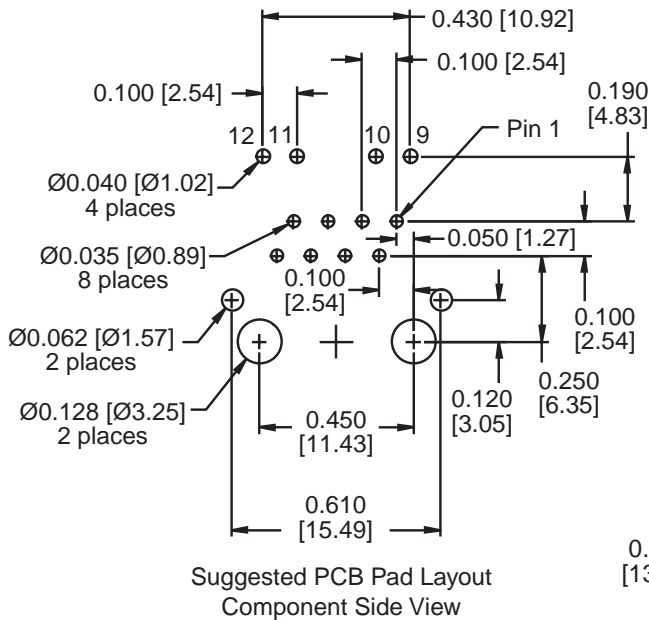 0.430 [10.92]
0.100 [2.54]
0.100 [2.54]
0.190
[4.83]
12 11 10 9
Pin 1
Ø0.040 [Ø1.02]
4 places
Ø0.035 [Ø0.89]
8 places
0.050 [1.27]
0.100
[2.54]
0.100
[2.54]
Ø0.062 [Ø1.57]
2 places
0.120
[3.05]
0.250
[6.35]
Ø0.128 [Ø3.25]
2 places
0.450
[11.43]
0.610
[15.49]
0.
[13
Suggested PCB Pad Layout
Component Side View